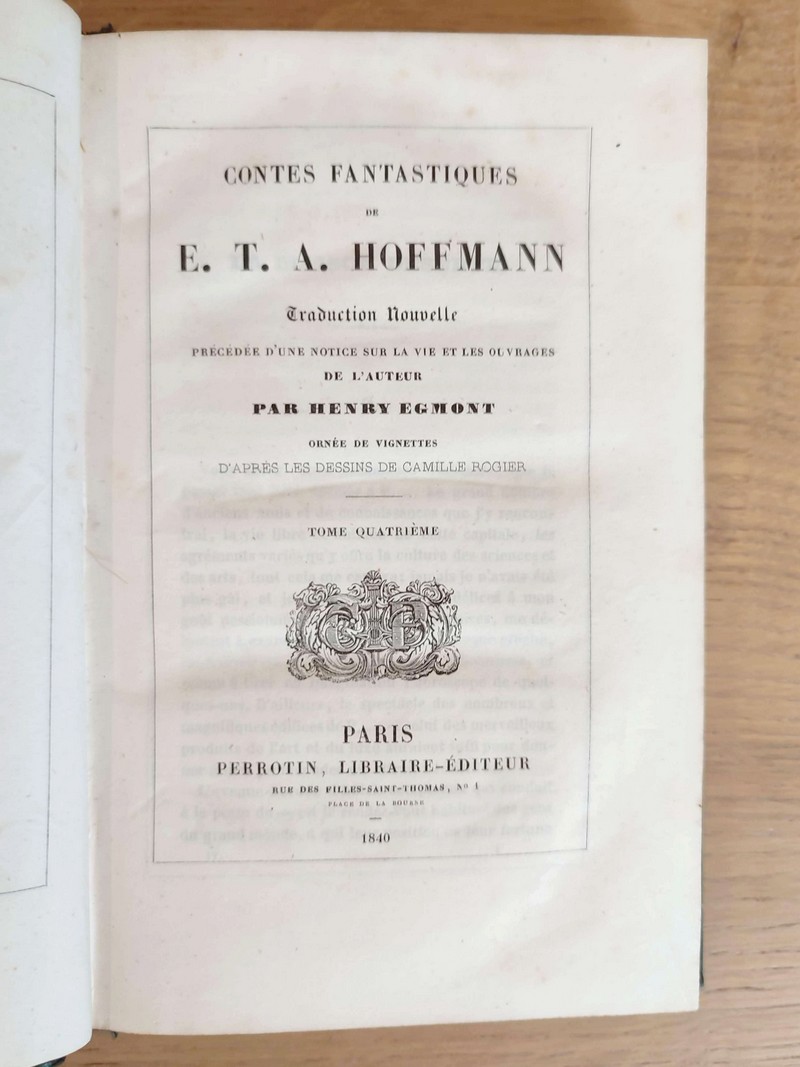 CONTES FANTASTIQUES
DE
E. T. A. HOFFMANN
Traduction Nouvelle
PRÉCÉDÉE D'UNE NOTICE SUR LA VIE ET LES OUVRAGES
DE L'AUTEUR
PAR HENRY EGMONT
ORNÉE DE VIGNETTES
D'APRÈS LES DESSINS DE CAMILLE ROGIER
TOME QUATRIÈME
PARIS
PERROTIN, LIBRAIRE-ÉDITEUR
RUE DES FILLES-SAINT-THOMAS, No 1
PLACE DE LA BOURSE
1840